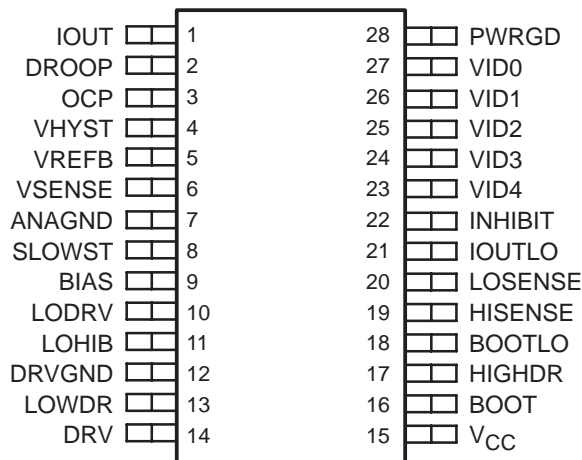 IOUT 1 28 PWRGD
DROOP 2 27 VID0
OCP 3 26 VID1
VHYST 4 25 VID2
VREFB 5 24 VID3
VSENSE 6 23 VID4
ANAGND 7 22 INHIBIT
SLOWST 8 21 IOUTLO
BIAS 9 20 LOSENSE
LODRV 10 19 HISENSE
LOHIB 11 18 BOOTLO
DRVGND 12 17 HIGHDR
LOWDR 13 16 BOOT
DRV 14 15 VCC